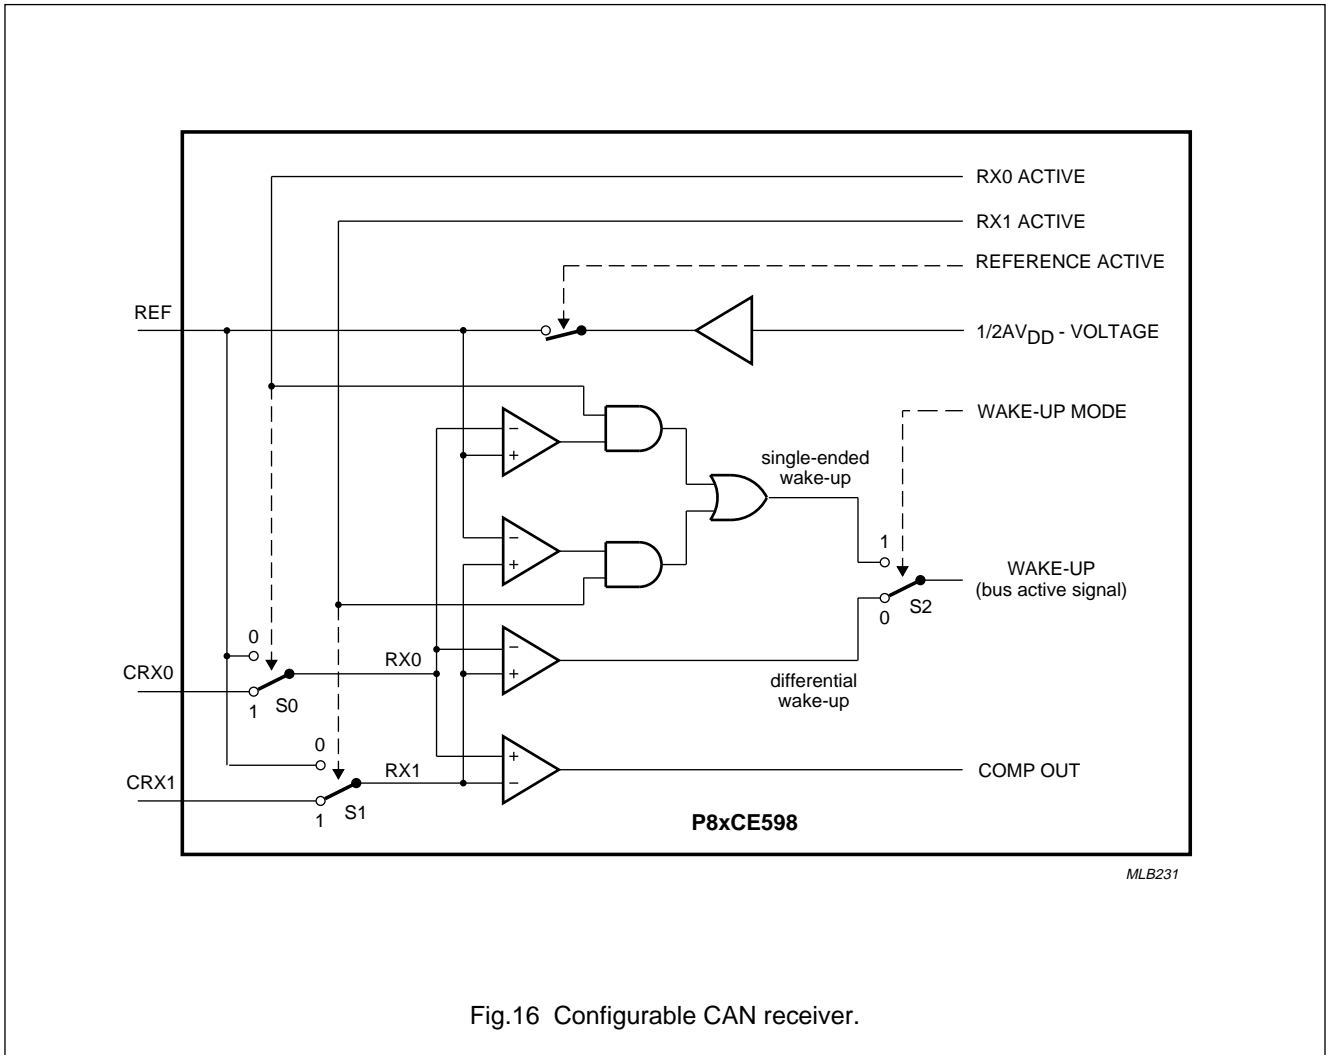 RX0 ACTIVE
RX1 ACTIVE
REFERENCE ACTIVE
REF
1/2AVDD - VOLTAGE
WAKE-UP MODE
−
+
single-ended
wake-up
−
+
1
WAKE-UP
(bus active signal)
S2
0
0
−
RX0
CRX0
+
differential
wake-up
S0
1
0
+
RX1
COMP OUT
CRX1
−
S1
1
P8xCE598
MLB231
Fig.16 Configurable CAN receiver.